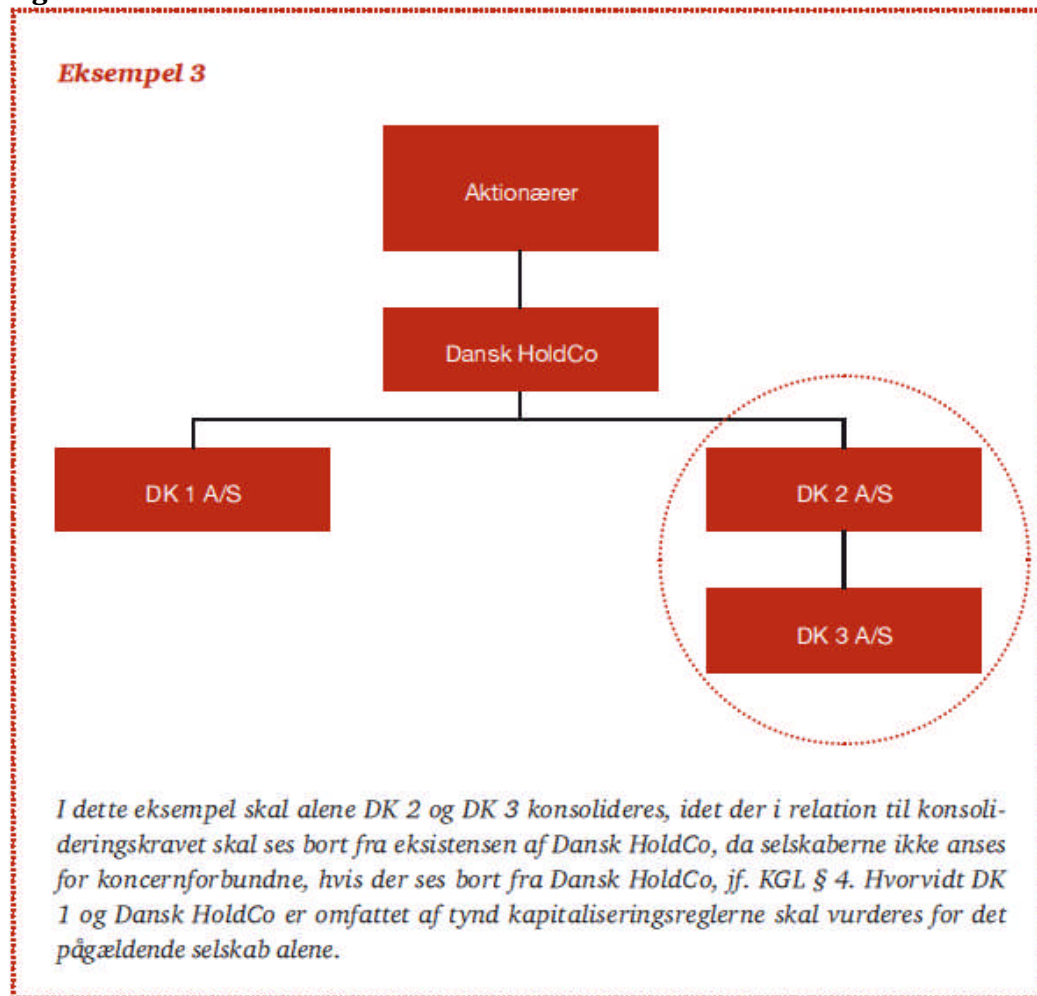 Eksempel 3
Aktionærer
Dansk HoldCo
DK 1 A/S
DK 2 A/S
DK 3 A/S
I dette eksempel skal alene DK 2 og DK 3 konsolideres, idet der i relation til konsoli-
deringskravet skal ses bort fra eksistensen af Dansk HoldCo, da selskaberne ikke anses
for koncernforbundne, hvis der ses bort fra Dansk HoldCo, jf. KGL § 4. Hvorvidt DK
1 og Dansk HoldCo er omfattet af tynd kapitaliseringsreglerne skal vurderes for det
pågældende selskab alene.